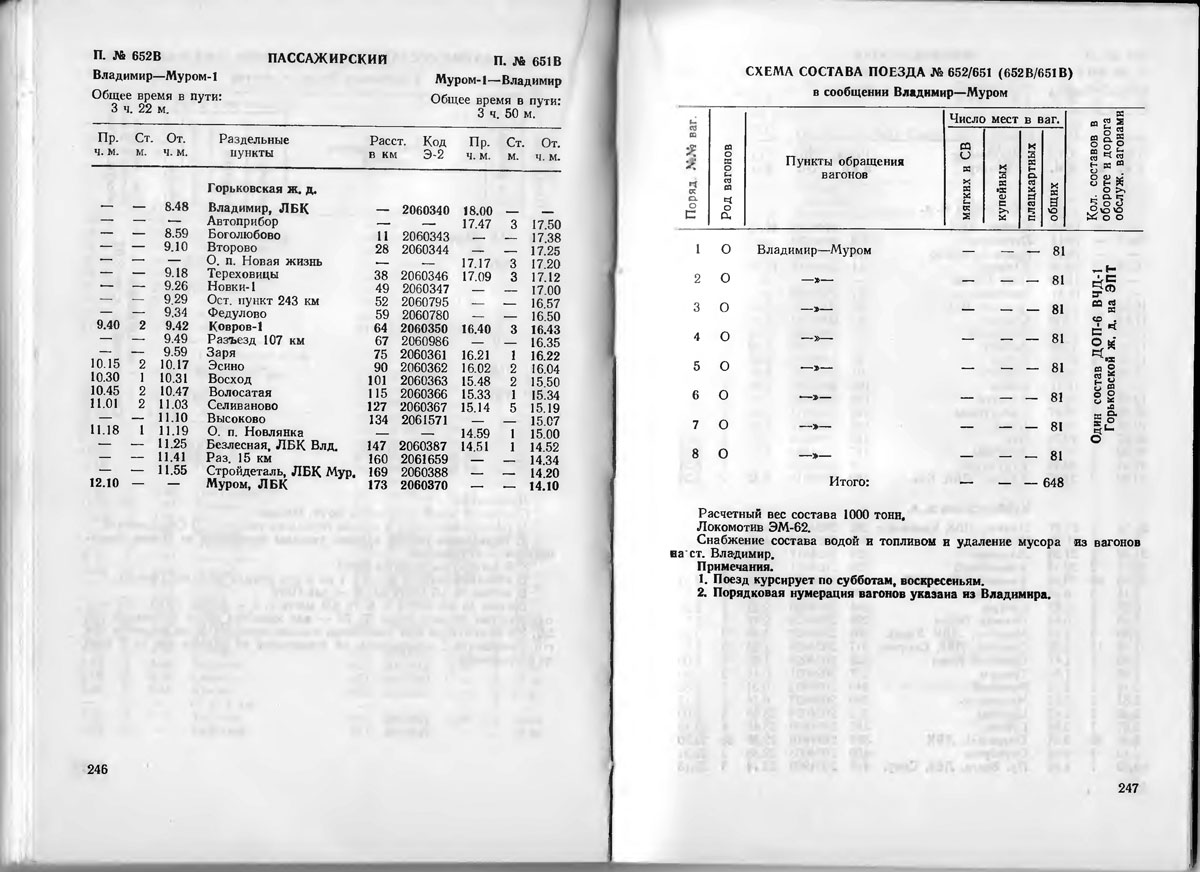 П. № 652В ПАССАЖИРСКИЙ П. № 651В
Владимир—Муром-1 Муром-1—Владимир
Общее время в пути: Общее время в пути:
3 ч. 22 м. 3 ч. 50 м.
Пр. Ст. От. Раздельные Расст. Код Пр. Ст. От.
ч. м. м. ч. м. пункты в км Э-2 ч. м. м. ч. м.
Горьковская ж. д.
— — 8.48 Владимир, ЛБК — 2060340 18.00 — —
— — — Автоприбор — — 17.47 3 17.50
— — 8.59 Боголюбово 11 2060343 — — 17.38
— — 9.10 Второво 28 2060344 — — 17.25
— — — О. п. Новая жизнь — — 17.17 3 17.20
— — 9.18 Тереховицы 38 2060346 17.09 3 17.12
— — 9.26 Новки-1 49 2060347 — — 17.00
— — 9.29 Ост. пункт 243 км 52 2060795 — — 16.57
— — 9.34 Федулово 59 2060780 — — 16.50
9.40 2 9.42 Ковров-1 64 2060350 16.40 3 16.43
— — 9.49 Разъезд 107 км 67 2060986 — — 16.35
— — 9.59 Заря 75 2060361 16.21 1 16.22
10.15 2 10.17 Эсино 90 2060362 16.02 2 16.04
10.30 1 10.31 Восход 101 2060363 15.48 2 15.50
10.45 2 10.47 Волосатая 115 2060366 15.33 1 15.34
11.01 2 11.03 Селиваново 127 2060367 15.14 5 15.19
— — 11.10 Высоково 134 2061571 — — 15.07
11.18 1 11.19 О. п. Новлянка — — 14.59 1 15.00
— — 11.25 Безлесная, ЛБК Влд. 147 2060387 14.51 1 14.52
— — 11.41 Раз. 15 км 160 2061659 — — 14.34
— — 11.55 Стройдеталь, ЛБК Мур. 169 2060388 — — 14.20
12.10 — — Муром, ЛБК 173 2060370 — — 14.10
246
СХЕМА СОСТАВА ПОЕЗДА № 652/651 (652В/651В)
в сообщении Владимир—Муром
Поряд. №№ ваг.
Род вагонов
Пункты обращения
вагонов
Число мест в ваг.
мягких и СВ
купейных
плацкартных
общих
Кол. составов в
обороте и дорога
обслуж. вагонами
1 О Владимир—Муром — — — 81
2 О —»— — — — 81
3 О —»— — — — 81
4 О —»— — — — 81
5 О —»— — — — 81
6 О —»— — — — 81
7 О —»— — — — 81
8 О —»— — — — 81
Один состав ДОП-6 ВЧД-1
Горьковской ж, д. на ЭПТ
Итого: — — — 648
Расчетный вес состава 1000 тонн.
Локомотив ЭМ-62.
Снабжение состава водой и топливом и удаление мусора из вагонов
на ст. Владимир.
Примечания.
1. Поезд курсирует по субботам, воскресеньям.
2. Порядковая нумерация вагонов указана из Владимира.
247